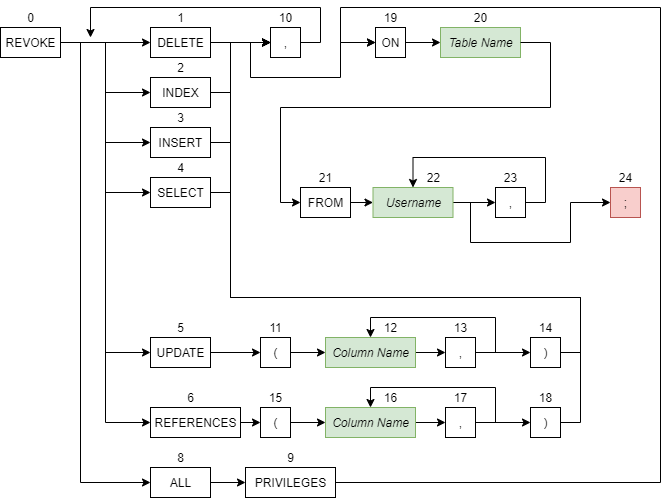 0 1 10 19 20
REVOKE DELETE , ON Table Name
2
INDEX
3
INSERT
4 21 22 23 24
SELECT FROM Username , ;
5 11 12 13 14
UPDATE ( Column Name , )
6 15 16 17 18
REFERENCES ( Column Name , )
8 9
ALL PRIVILEGES